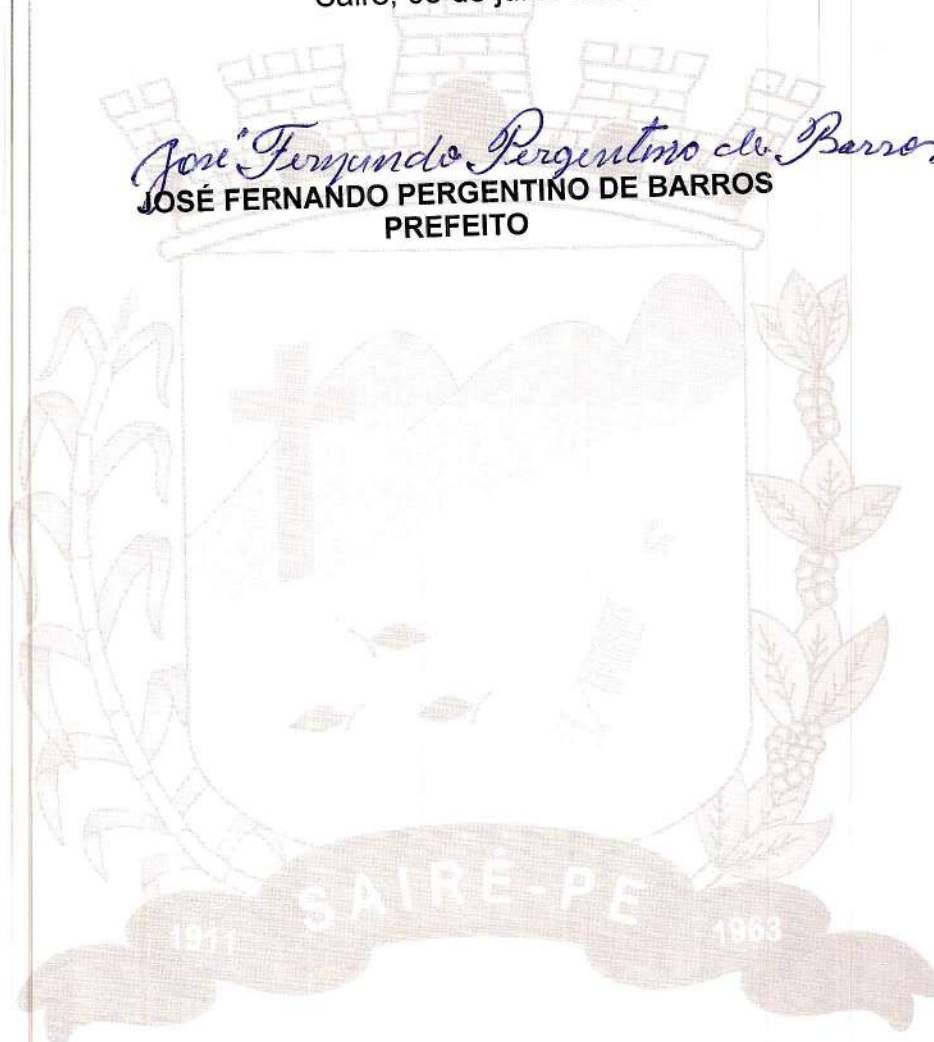 José Fernando Pergentino de Barros
JOSÉ FERNANDO PERGENTINO DE BARROS
PREFEITO
SAIRÉ-PE
1911 1963